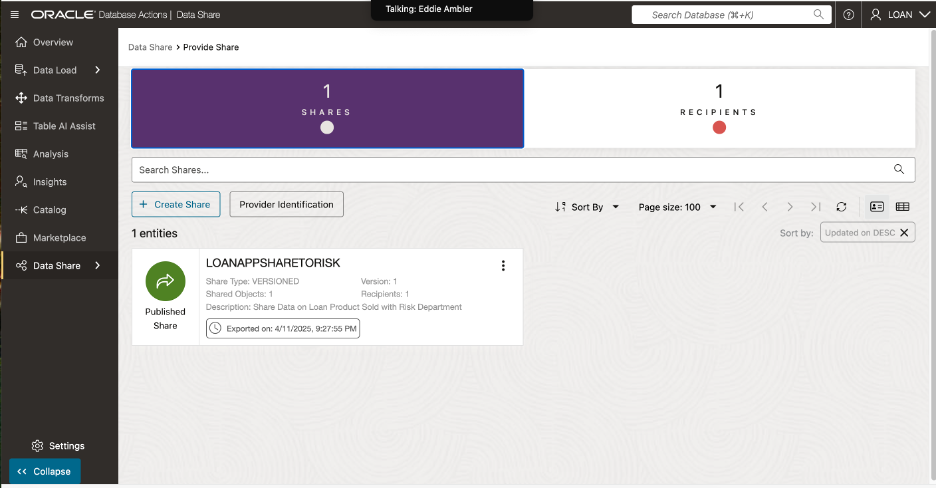 Talking: Eddie Ambler
ORACLE Database Actions | Data Share
Search Database (⌘+K)
LOAN
Overview
Data Load
Data Transforms
Table AI Assist
Analysis
Insights
Catalog
Marketplace
Data Share
Settings
Collapse
Data Share > Provide Share
1
SHARES
1
RECIPIENTS
Search Shares...
+ Create Share
Provider Identification
Sort By
Page size: 100
1 entities
Sort by: Updated on DESC
LOANAPPSHARETORISK
Share Type: VERSIONED
Version: 1
Shared Objects: 1
Recipients: 1
Description: Share Data on Loan Product Sold with Risk Department
Exported on: 4/11/2025, 9:27:55 PM
Published
Share